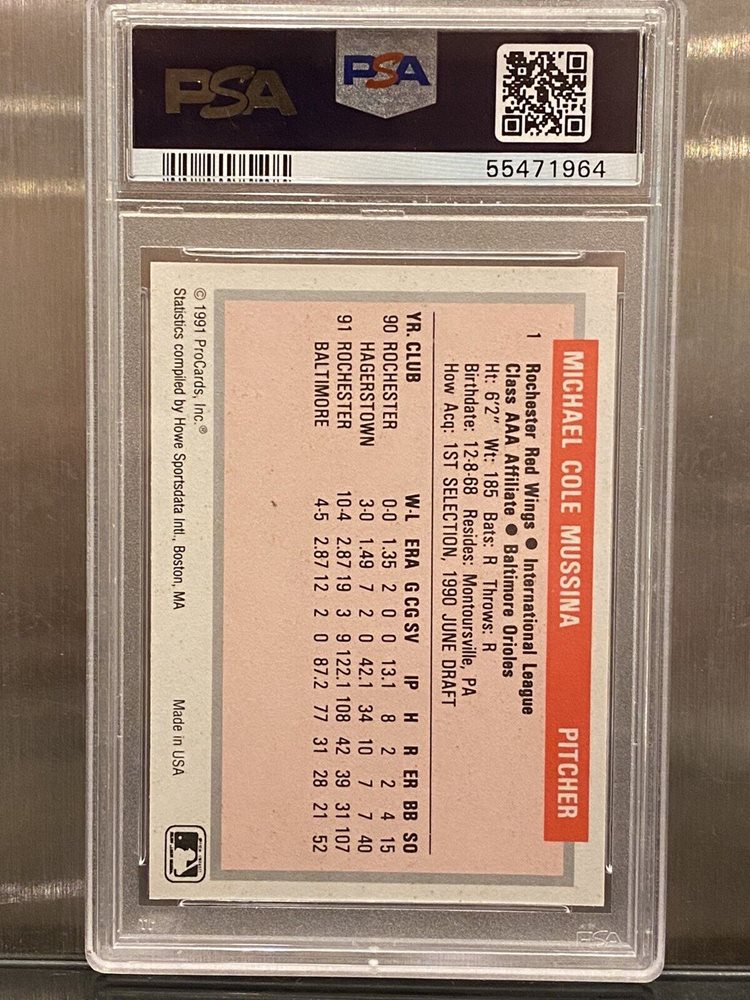 PSA
PSA
55471964
MICHAEL COLE MUSSINA PITCHER
1 Rochester Red Wings ● International League
Class AAA Affiliate ● Baltimore Orioles
Ht: 6'2" Wt: 185 Bats: R Throws: R
Birthdate: 12-8-68 Resides: Montoursville, PA
How Acq: 1ST SELECTION, 1990 JUNE DRAFT
YR. CLUB W-L ERA G CG SV IP H R ER BB SO
90 ROCHESTER 0-0 1.35 2 0 0 13.1 8 2 2 4 15
HAGERSTOWN 3-0 1.49 7 2 0 42.1 34 10 7 7 40
91 ROCHESTER 10-4 2.87 19 3 9 122.1 108 42 39 31 107
BALTIMORE 4-5 2.87 12 2 0 87.2 77 31 28 21 52
© 1991 ProCards, Inc.®
Statistics compiled by Howe Sportsdata Intl., Boston, MA Made in USA
PSA